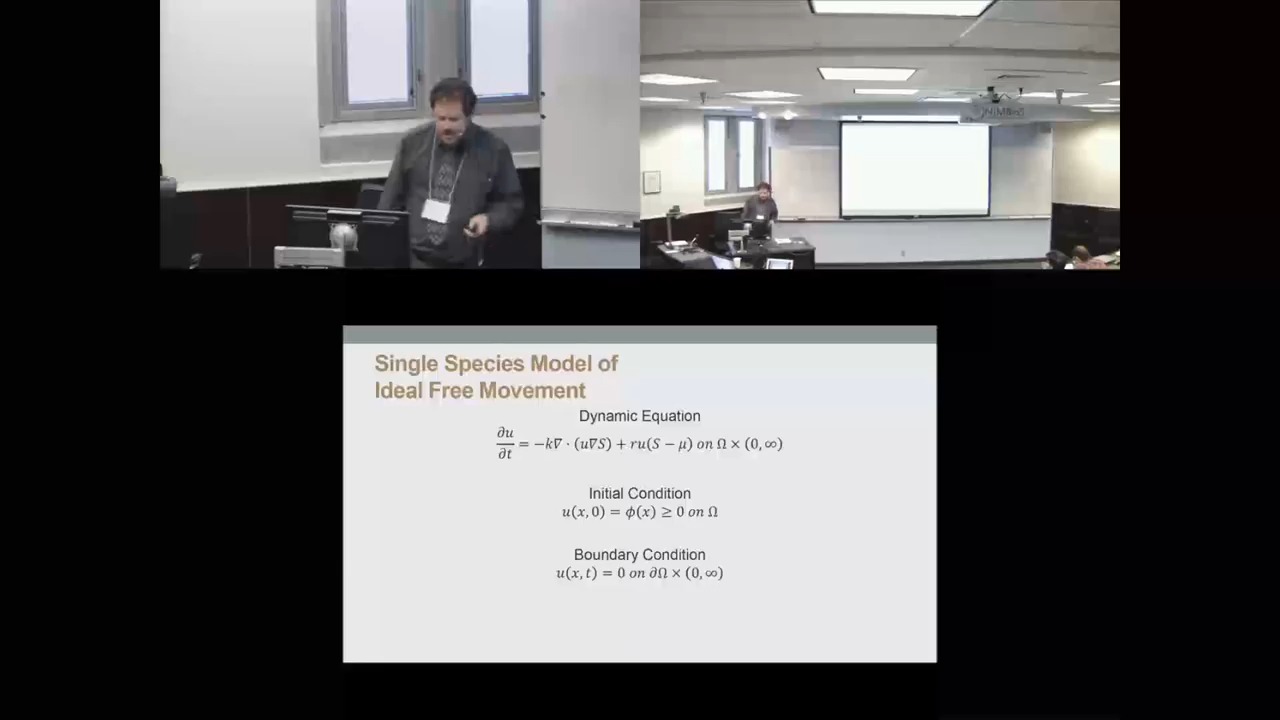 Single Species Model of
Ideal Free Movement
Dynamic Equation
∂u/∂t = −k∇ · (u∇S) + ru(S − μ) on Ω × (0, ∞)
Initial Condition
u(x, 0) = ϕ(x) ≥ 0 on Ω
Boundary Condition
u(x, t) = 0 on ∂Ω × (0, ∞)